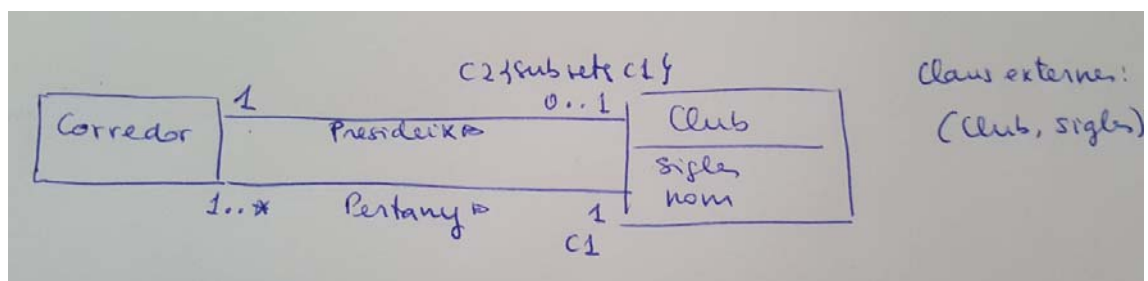 C2 {subsets C1}
Claus externes:
1
0..1
Corredor
Presideix ▹
Club
(Club, sigles)
sigles
nom
1..*
Pertany ▹
1
C1